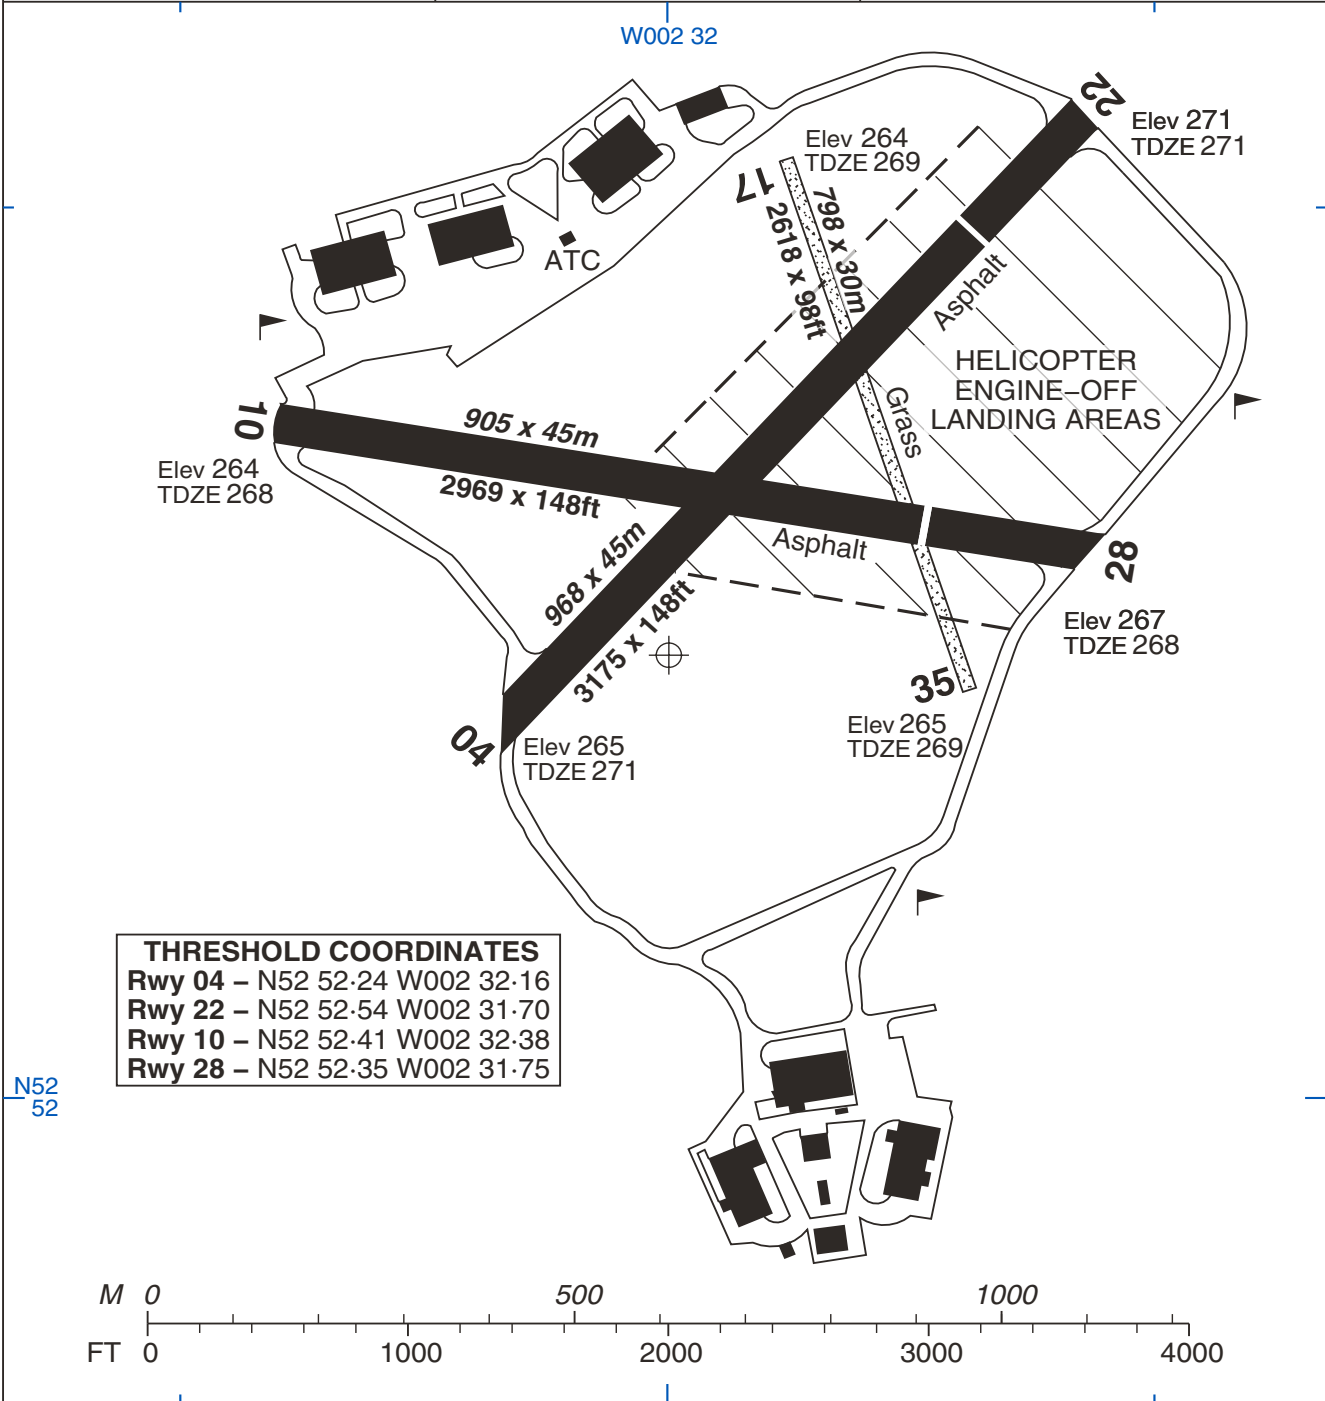 W002 32
22
Elev 271
TDZE 271
Elev 264
TDZE 269
17
798 x 30m
2618 x 98ft
ATC
Asphalt
HELICOPTER
ENGINE–OFF
LANDING AREAS
Grass
10
905 x 45m
2969 x 148ft
Elev 264
TDZE 268
Asphalt
28
968 x 45m
3175 x 148ft
Elev 267
TDZE 268
35
Elev 265
TDZE 269
04
Elev 265
TDZE 271
THRESHOLD COORDINATES
Rwy 04 – N52 52·24 W002 32·16
Rwy 22 – N52 52·54 W002 31·70
Rwy 10 – N52 52·41 W002 32·38
Rwy 28 – N52 52·35 W002 31·75
N52
52
M 0 500 1000
FT 0 1000 2000 3000 4000